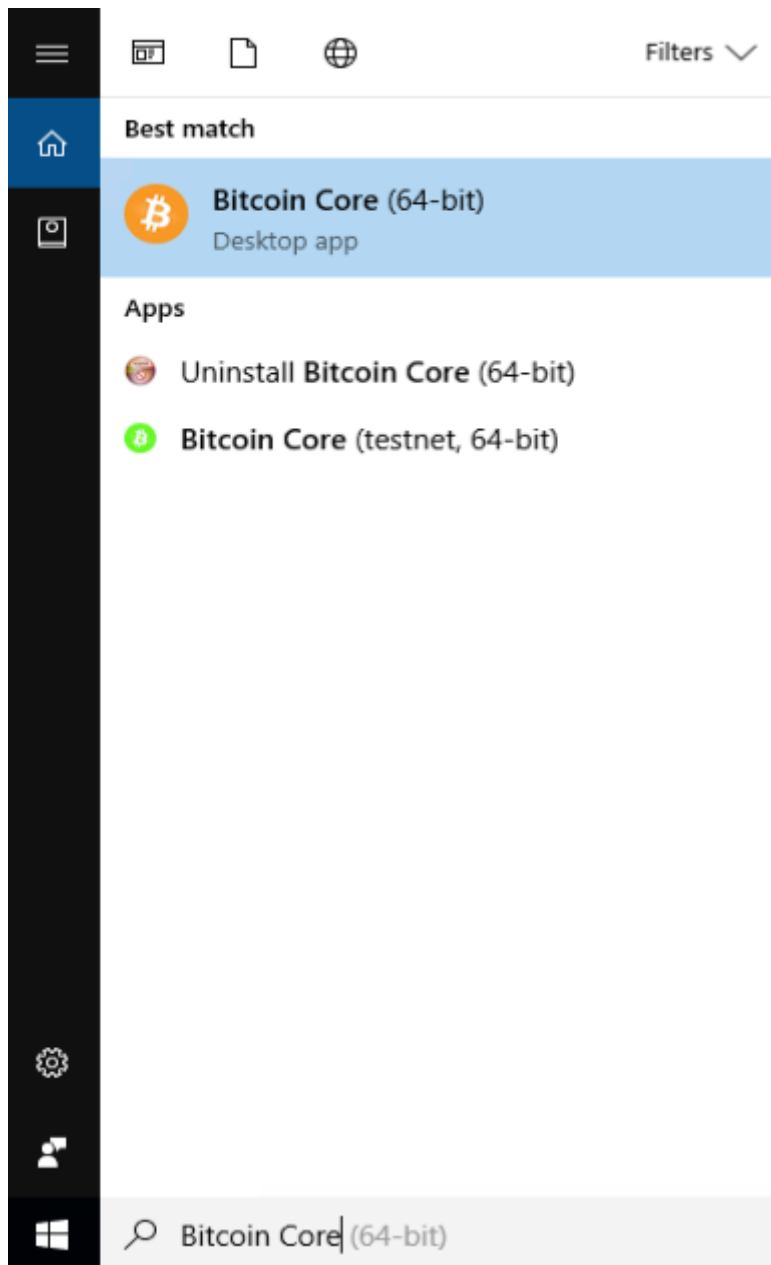 Filters
Best match
Bitcoin Core (64-bit)
Desktop app
Apps
Uninstall Bitcoin Core (64-bit)
Bitcoin Core (testnet, 64-bit)
Bitcoin Core (64-bit)